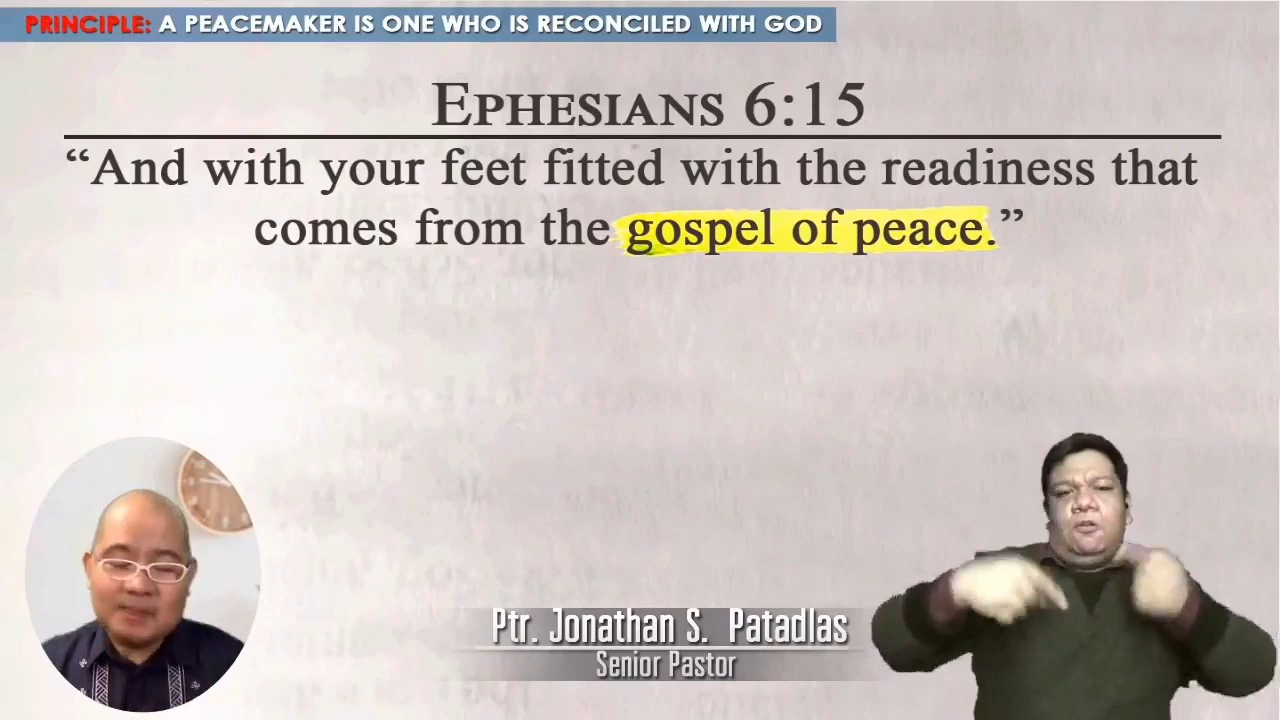 PRINCIPLE: A PEACEMAKER IS ONE WHO IS RECONCILED WITH GOD
EPHESIANS 6:15
“And with your feet fitted with the readiness that
comes from the gospel of peace.”
Ptr. Jonathan S. Patadlas
Senior Pastor